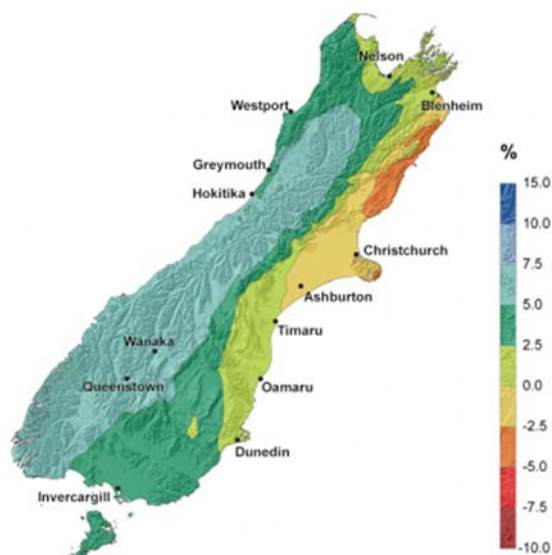 Nelson
Blenheim
Westport
Greymouth
Hokitika
Christchurch
Ashburton
Timaru
Wanaka
Queenstown
Oamaru
Dunedin
Invercargill
%
15.0
10.0
7.5
5.0
2.5
0.0
-2.5
-5.0
-7.5
-10.0